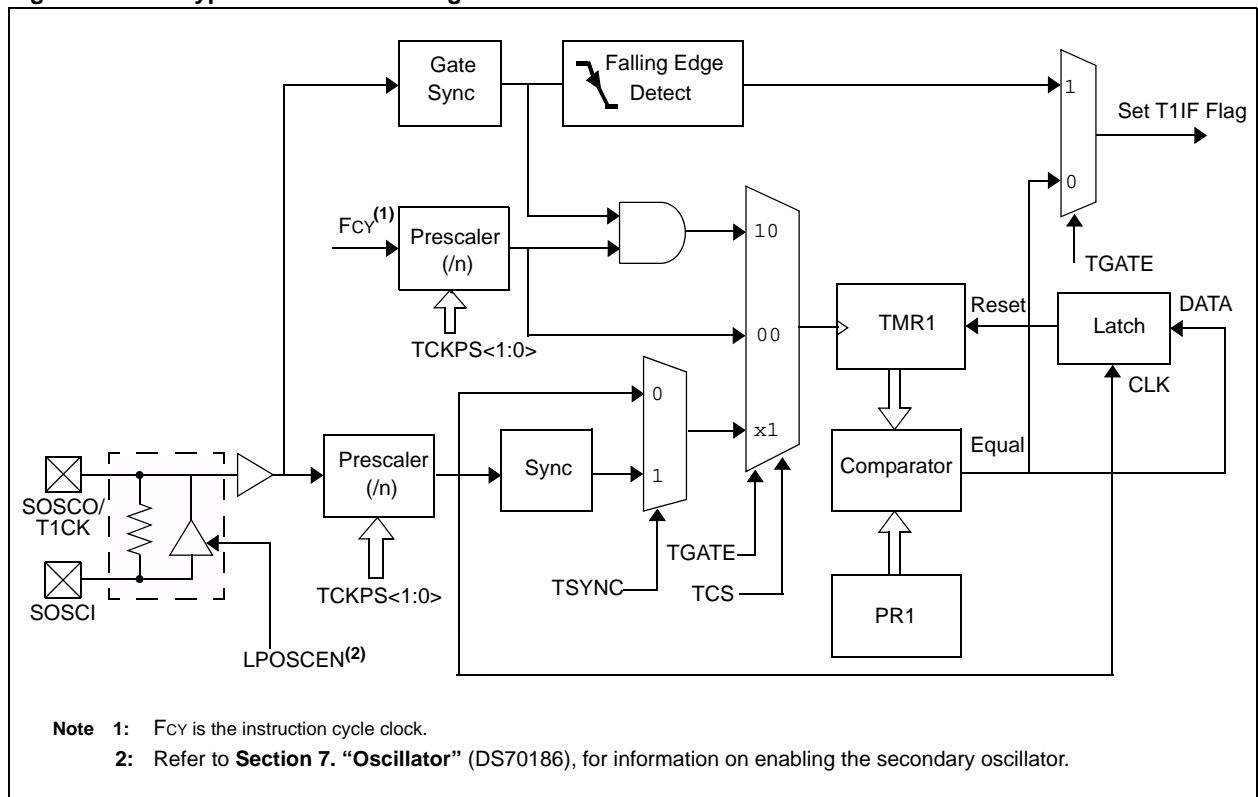 Gate
Sync
Falling Edge
Detect
1
Set T1IF Flag
0
TGATE
FCY(1)
Prescaler
(/n)
TCKPS<1:0>
10
00
x1
TMR1
Reset
Latch
DATA
CLK
0
1
Prescaler
(/n)
Sync
Comparator
Equal
SOSCO/
T1CK
SOSCI
TCKPS<1:0>
TSYNC
TGATE
TCS
PR1
LPOSCEN(2)
Note 1: FCY is the instruction cycle clock.
2: Refer to Section 7. “Oscillator” (DS70186), for information on enabling the secondary oscillator.